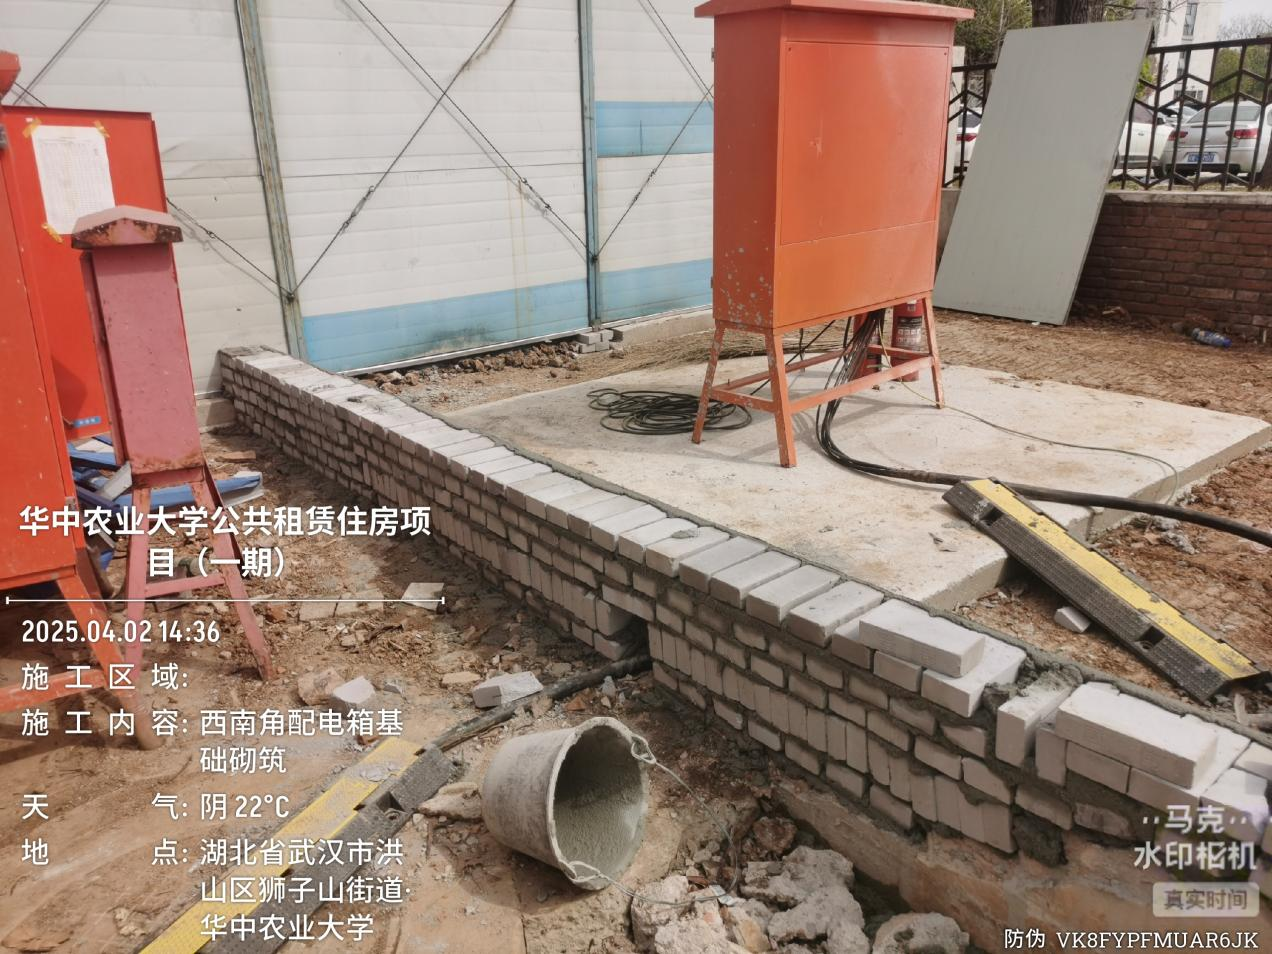 华中农业大学公共租赁住房项
目（一期）
2025.04.02 14:36
施工区域:
施工内容: 西南角配电箱基
础砌筑
天气: 阴 22°C
地点: 湖北省武汉市洪
山区狮子山街道·
华中农业大学
马克
水印相机
真实时间
防伪 VK8FYPFMUAR6JK